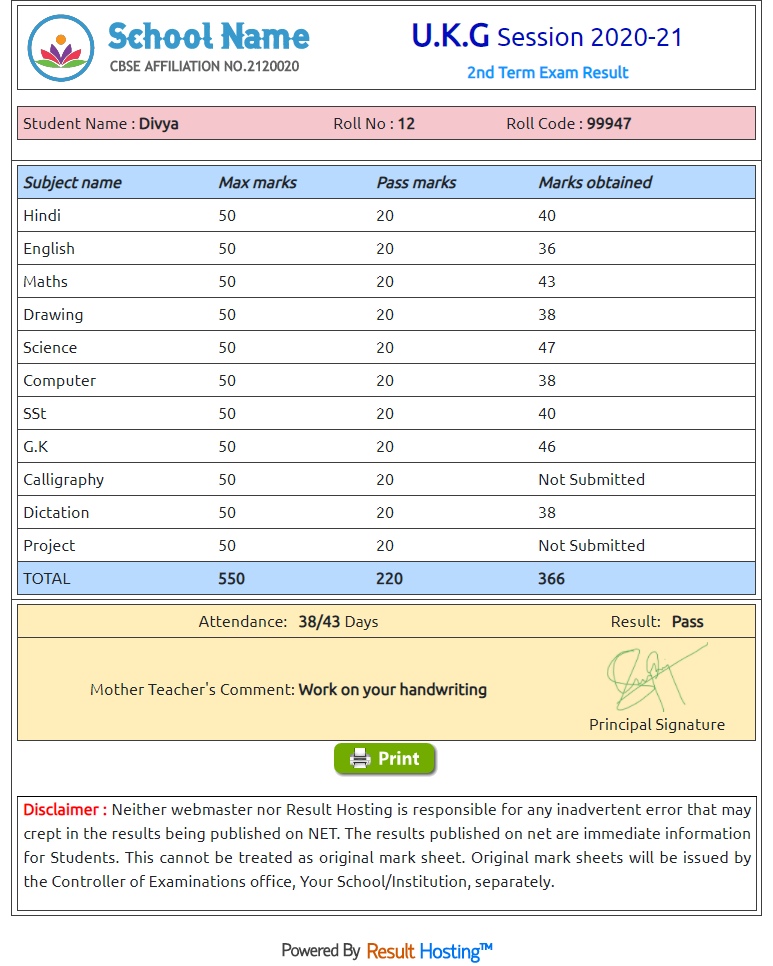 School Name
CBSE AFFILIATION NO.2120020
U.K.G Session 2020-21
2nd Term Exam Result
Student Name : Divya Roll No : 12 Roll Code : 99947
Subject name Max marks Pass marks Marks obtained
Hindi 50 20 40
English 50 20 36
Maths 50 20 43
Drawing 50 20 38
Science 50 20 47
Computer 50 20 38
SSt 50 20 40
G.K 50 20 46
Calligraphy 50 20 Not Submitted
Dictation 50 20 38
Project 50 20 Not Submitted
TOTAL 550 220 366
Attendance: 38/43 Days Result: Pass
Mother Teacher's Comment: Work on your handwriting
Principal Signature
Print
Disclaimer : Neither webmaster nor Result Hosting is responsible for any inadvertent error that may
crept in the results being published on NET. The results published on net are immediate information
for Students. This cannot be treated as original mark sheet. Original mark sheets will be issued by
the Controller of Examinations office, Your School/Institution, separately.
Powered By Result Hosting™